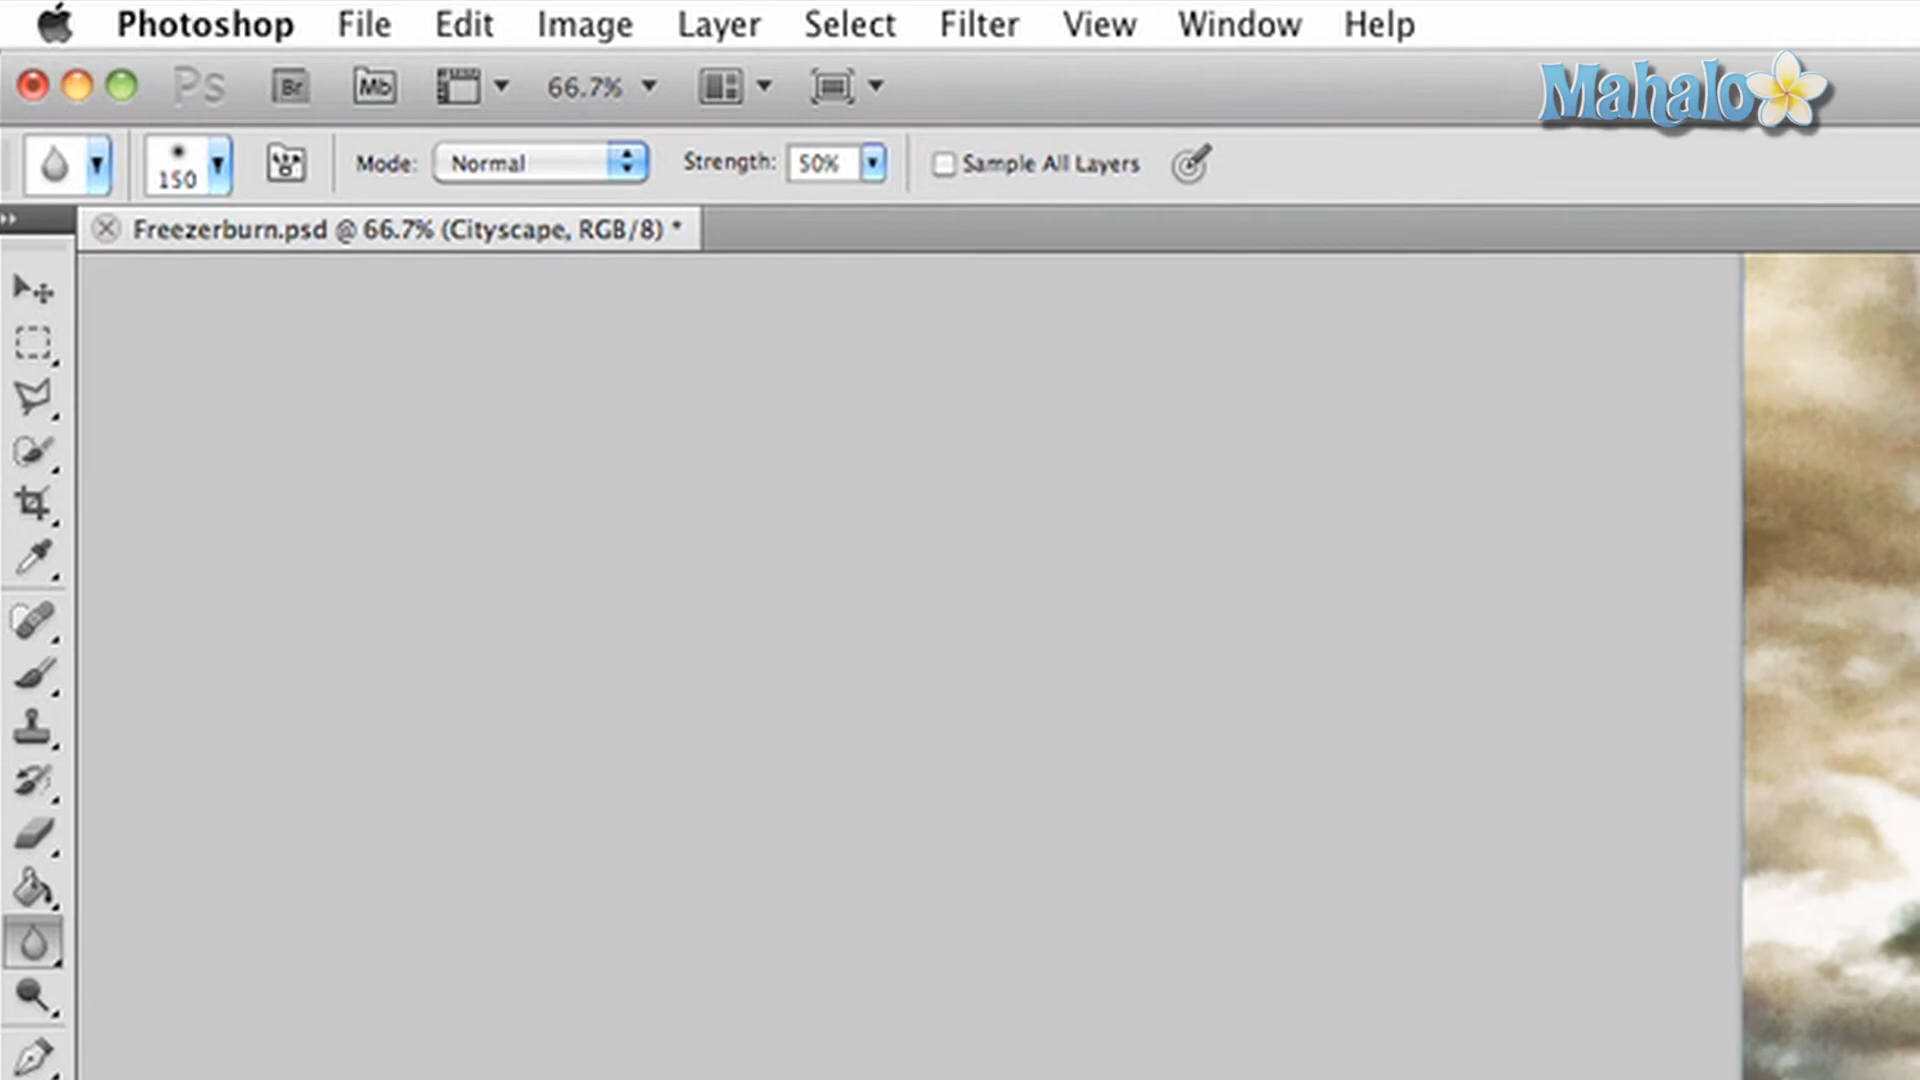 Photoshop File Edit Image Layer Select Filter View Window Help
Ps Br Mb 66.7% Mahalo
150 Mode: Normal Strength: 50% Sample All Layers
Freezerburn.psd @ 66.7% (Cityscape, RGB/8) *